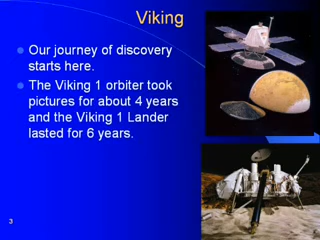 Viking
Our journey of discovery
starts here.
The Viking 1 orbiter took
pictures for about 4 years
and the Viking 1 Lander
lasted for 6 years.
3